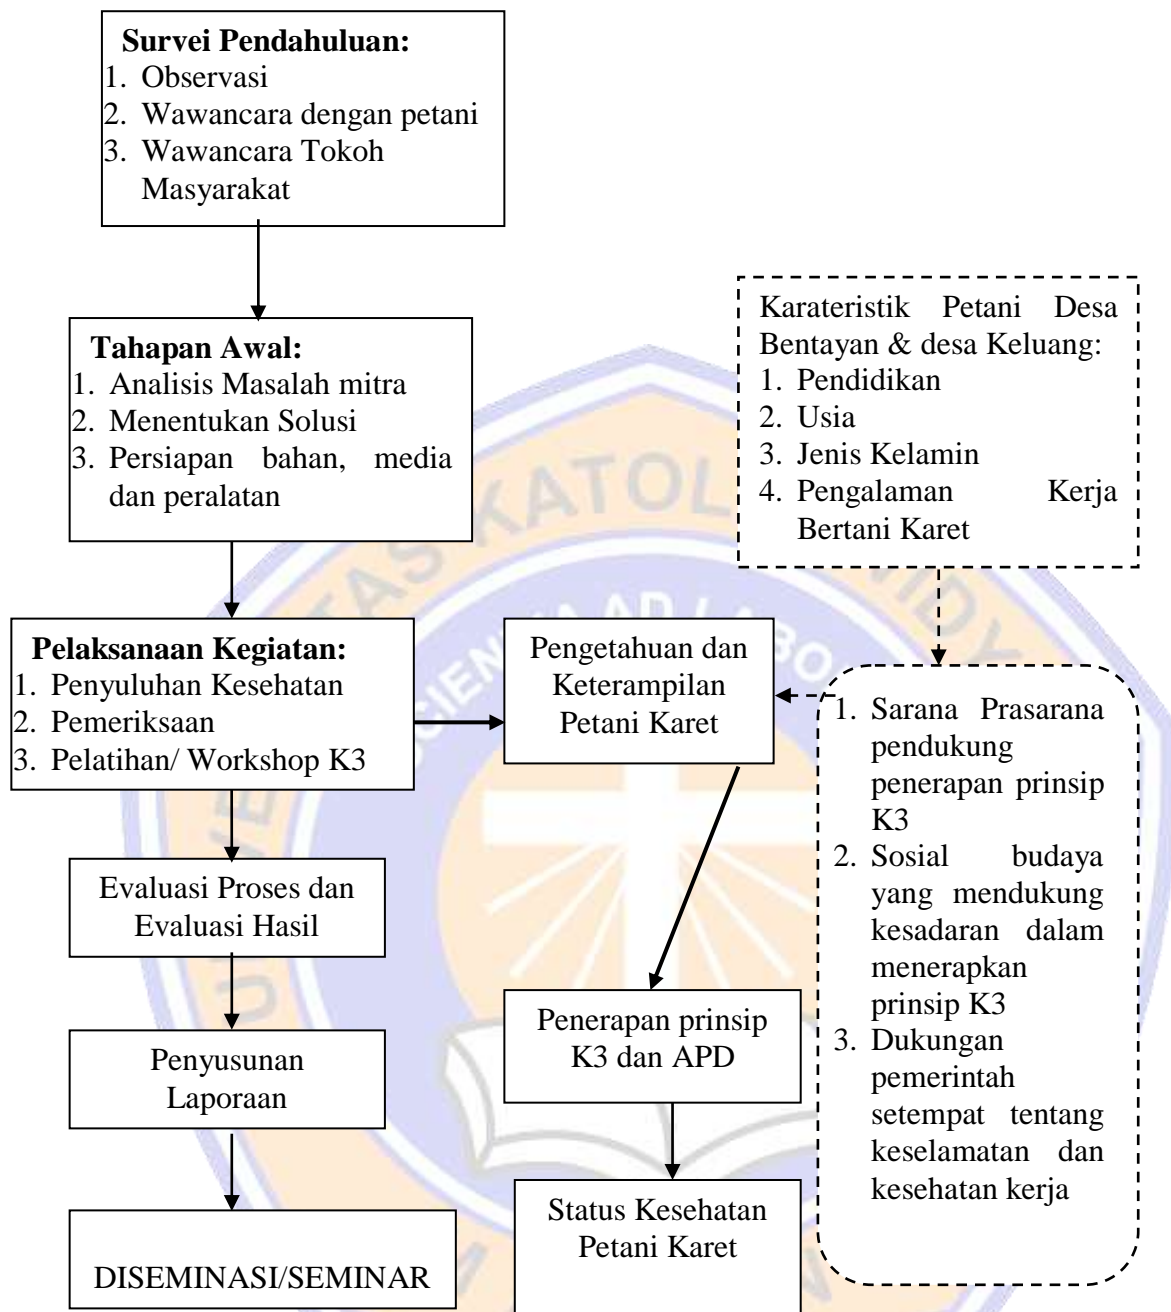 Survei Pendahuluan:
1. Observasi
2. Wawancara dengan petani
3. Wawancara Tokoh
Masyarakat
Tahapan Awal:
1. Analisis Masalah mitra
2. Menentukan Solusi
3. Persiapan bahan, media
dan peralatan
Karateristik Petani Desa
Bentayan & desa Keluang:
1. Pendidikan
2. Usia
3. Jenis Kelamin
4. Pengalaman Kerja
Bertani Karet
Pelaksanaan Kegiatan:
1. Penyuluhan Kesehatan
2. Pemeriksaan
3. Pelatihan/ Workshop K3
Pengetahuan dan
Keterampilan
Petani Karet
1. Sarana Prasarana
pendukung
penerapan prinsip
K3
2. Sosial budaya
yang mendukung
kesadaran dalam
menerapkan
prinsip K3
3. Dukungan
pemerintah
setempat tentang
keselamatan dan
kesehatan kerja
Evaluasi Proses dan
Evaluasi Hasil
Penerapan prinsip
K3 dan APD
Penyusunan
Laporaan
Status Kesehatan
Petani Karet
DISEMINASI/SEMINAR